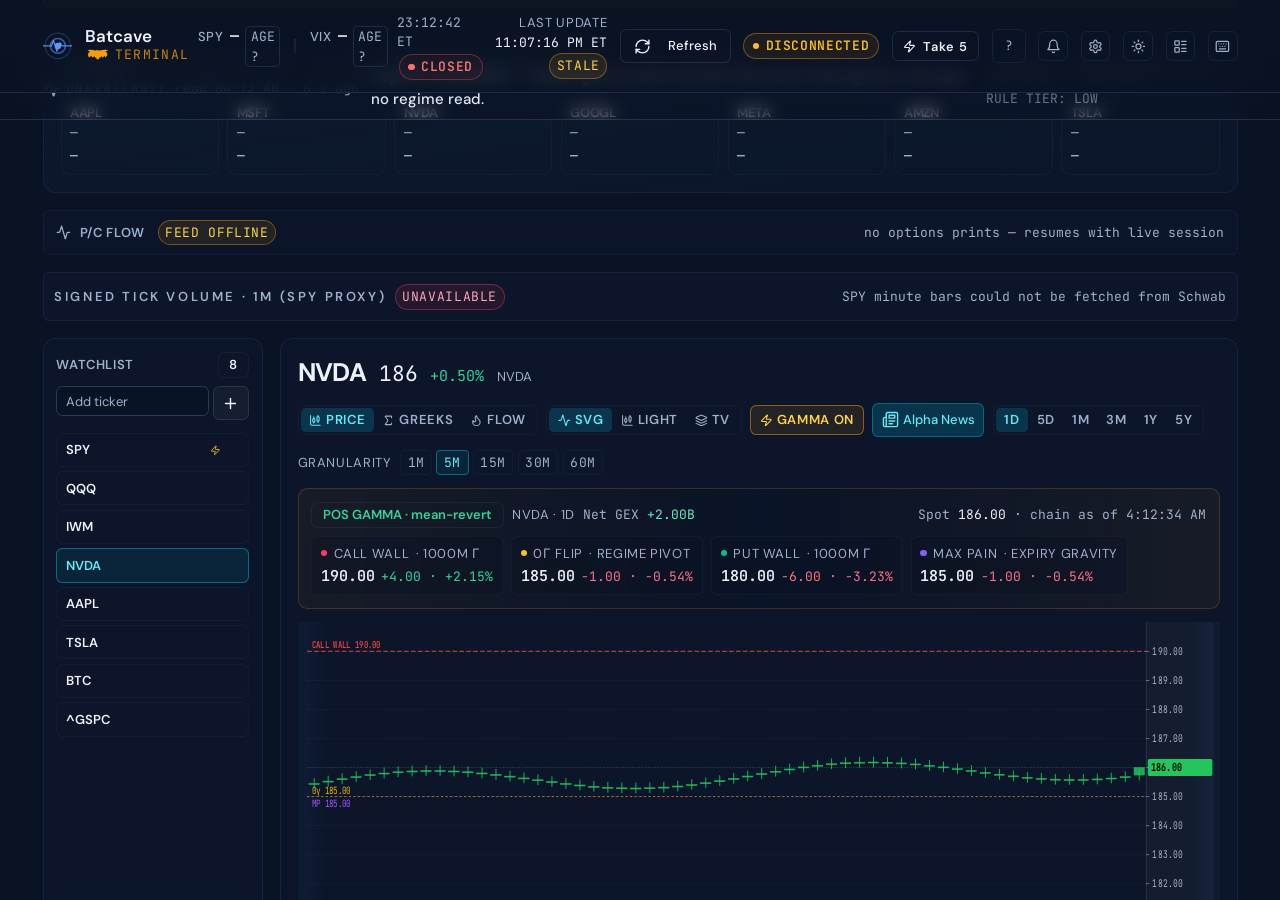 Batcave
TERMINAL
SPY — AGE ?
VIX — AGE ?
23:12:42 ET
CLOSED
LAST UPDATE
11:07:16 PM ET
STALE
Refresh
DISCONNECTED
Take 5
?
no regime read.
RULE TIER: LOW
AAPL MSFT NVDA GOOGL META AMZN TSLA
— — — — — — —
— — — — — — —
P/C FLOW FEED OFFLINE no options prints — resumes with live session
SIGNED TICK VOLUME · 1M (SPY PROXY) UNAVAILABLE SPY minute bars could not be fetched from Schwab
WATCHLIST 8
Add ticker +
SPY
QQQ
IWM
NVDA
AAPL
TSLA
BTC
^GSPC
NVDA 186 +0.50% NVDA
PRICE GREEKS FLOW SVG LIGHT TV GAMMA ON Alpha News 1D 5D 1M 3M 1Y 5Y
GRANULARITY 1M 5M 15M 30M 60M
POS GAMMA · mean-revert NVDA · 1D Net GEX +2.00B Spot 186.00 · chain as of 4:12:34 AM
CALL WALL · 1000M Γ
190.00 +4.00 · +2.15%
0Γ FLIP · REGIME PIVOT
185.00 -1.00 · -0.54%
PUT WALL · 1000M Γ
180.00 -6.00 · -3.23%
MAX PAIN · EXPIRY GRAVITY
185.00 -1.00 · -0.54%
CALL WALL 190.00
190.00
189.00
188.00
187.00
186.00
0γ 185.00
185.00
MP 185.00
184.00
183.00
182.00